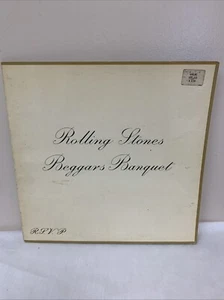 Rolling Stones
Beggars Banquet
R.S.V.P.